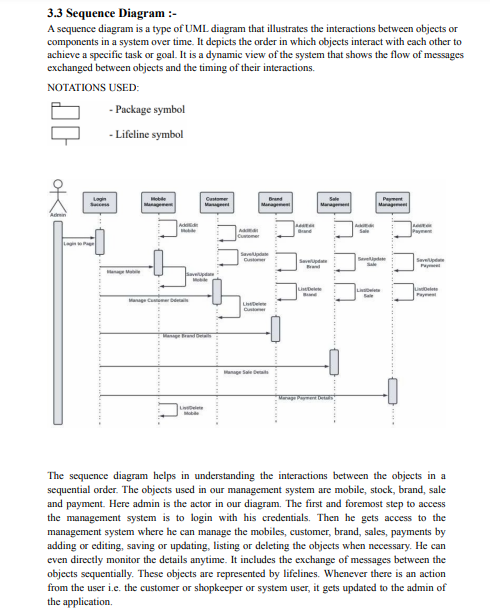 3.3 Sequence Diagram :-
A sequence diagram is a type of UML diagram that illustrates the interactions between objects or
components in a system over time. It depicts the order in which objects interact with each other to
achieve a specific task or goal. It is a dynamic view of the system that shows the flow of messages
exchanged between objects and the timing of their interactions.
NOTATIONS USED:
- Package symbol
- Lifeline symbol
Admin
Login
Success
Mobile
Management
Customer
Managment
Brand
Management
Sale
Management
Payment
Management
Add/Edit
Mobile
Add/Edit
Customer
Add/Edit
Brand
Add/Edit
Sale
Add/Edit
Payment
Login to Page
Save/Update
Customer
Save/Update
Brand
Save/Update
Sale
Save/Update
Payment
Manage Mobile
Save/Update
Mobile
List/Delete
Brand
List/Delete
Sale
List/Delete
Payment
Manage Customer Details
List/Delete
Customer
Manage Brand Details
Manage Sale Details
Manage Payment Details
List/Delete
Mobile
The sequence diagram helps in understanding the interactions between the objects in a
sequential order. The objects used in our management system are mobile, stock, brand, sale
and payment. Here admin is the actor in our diagram. The first and foremost step to access
the management system is to login with his credentials. Then he gets access to the
management system where he can manage the mobiles, customer, brand, sales, payments by
adding or editing, saving or updating, listing or deleting the objects when necessary. He can
even directly monitor the details anytime. It includes the exchange of messages between the
objects sequentially. These objects are represented by lifelines. Whenever there is an action
from the user i.e. the customer or shopkeeper or system user, it gets updated to the admin of
the application.